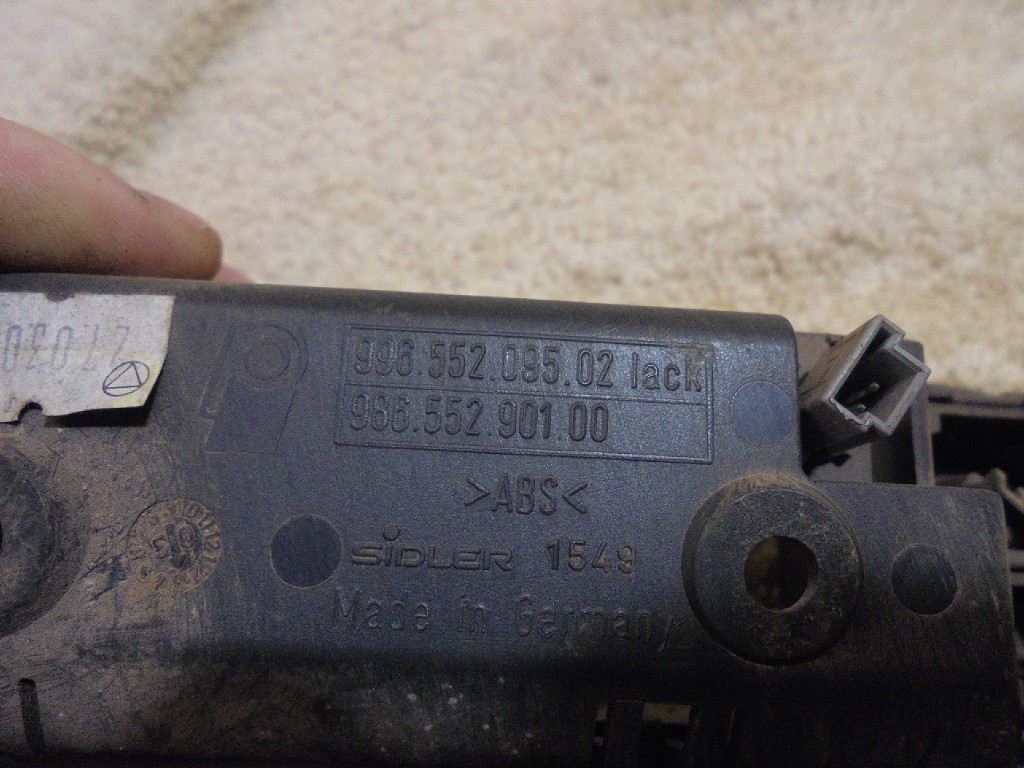 996.552.095.02 lack
986.552.901.00
>ABS<
SIDLER 1549
Made in Germany